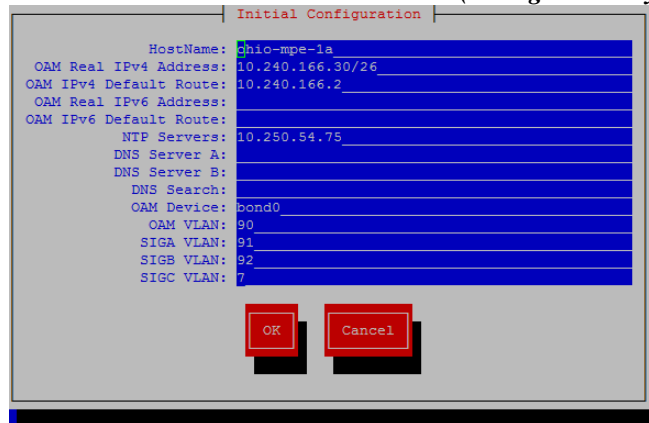 Initial Configuration
HostName: ohio-mpe-1a
OAM Real IPv4 Address: 10.240.166.30/26
OAM IPv4 Default Route: 10.240.166.2
OAM Real IPv6 Address:
OAM IPv6 Default Route:
NTP Servers: 10.250.54.75
DNS Server A:
DNS Server B:
DNS Search:
OAM Device: bond0
OAM VLAN: 90
SIGA VLAN: 91
SIGB VLAN: 92
SIGC VLAN: 7
OK Cancel